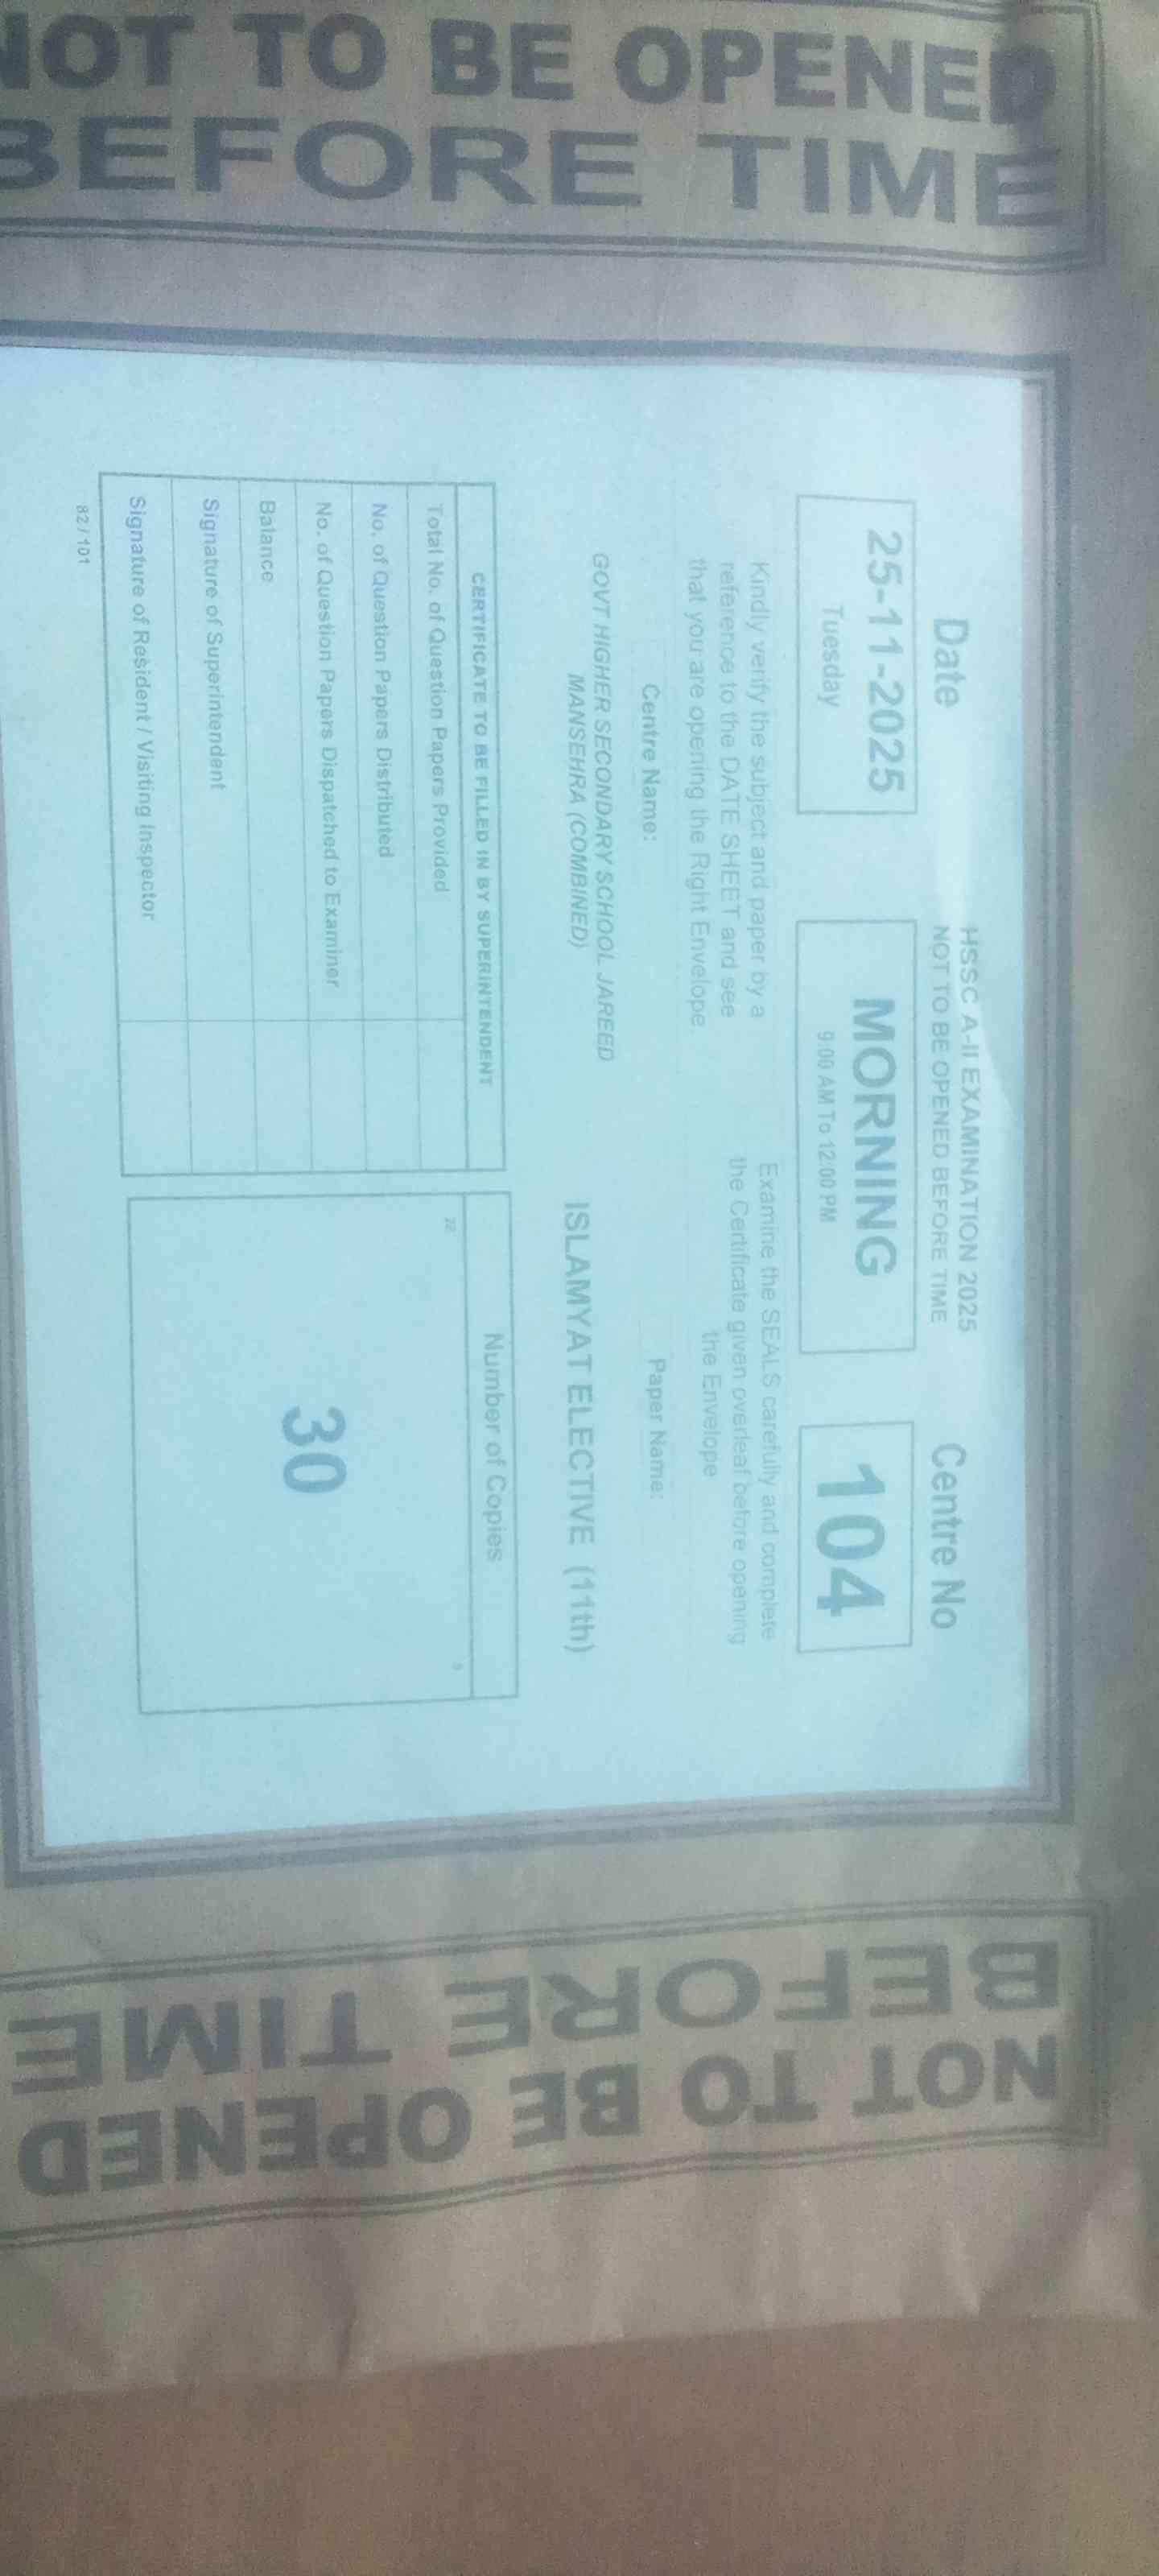 NOT TO BE OPENED
BEFORE TIME
HSSC A-II EXAMINATION 2025
NOT TO BE OPENED BEFORE TIME
Date
Centre No
25-11-2025
Tuesday
MORNING
9:00 AM To 12:00 PM
104
Kindly verify the subject and paper by a
reference to the DATE SHEET and see
that you are opening the Right Envelope
Examine the SEALS carefully and complete
the Certificate given overleaf before opening
the Envelope
Centre Name:
Paper Name:
GOVT HIGHER SECONDARY SCHOOL JAREED
MANSEHRA (COMBINED)
ISLAMYAT ELECTIVE (11th)
CERTIFICATE TO BE FILLED IN BY SUPERINTENDENT
Total No. of Question Papers Provided
No. of Question Papers Distributed
No. of Question Papers Dispatched to Examiner
Balance
Signature of Superintendent
Signature of Resident / Visiting Inspector
Number of Copies
30
82 / 101
NOT TO BE OPENED
BEFORE TIME